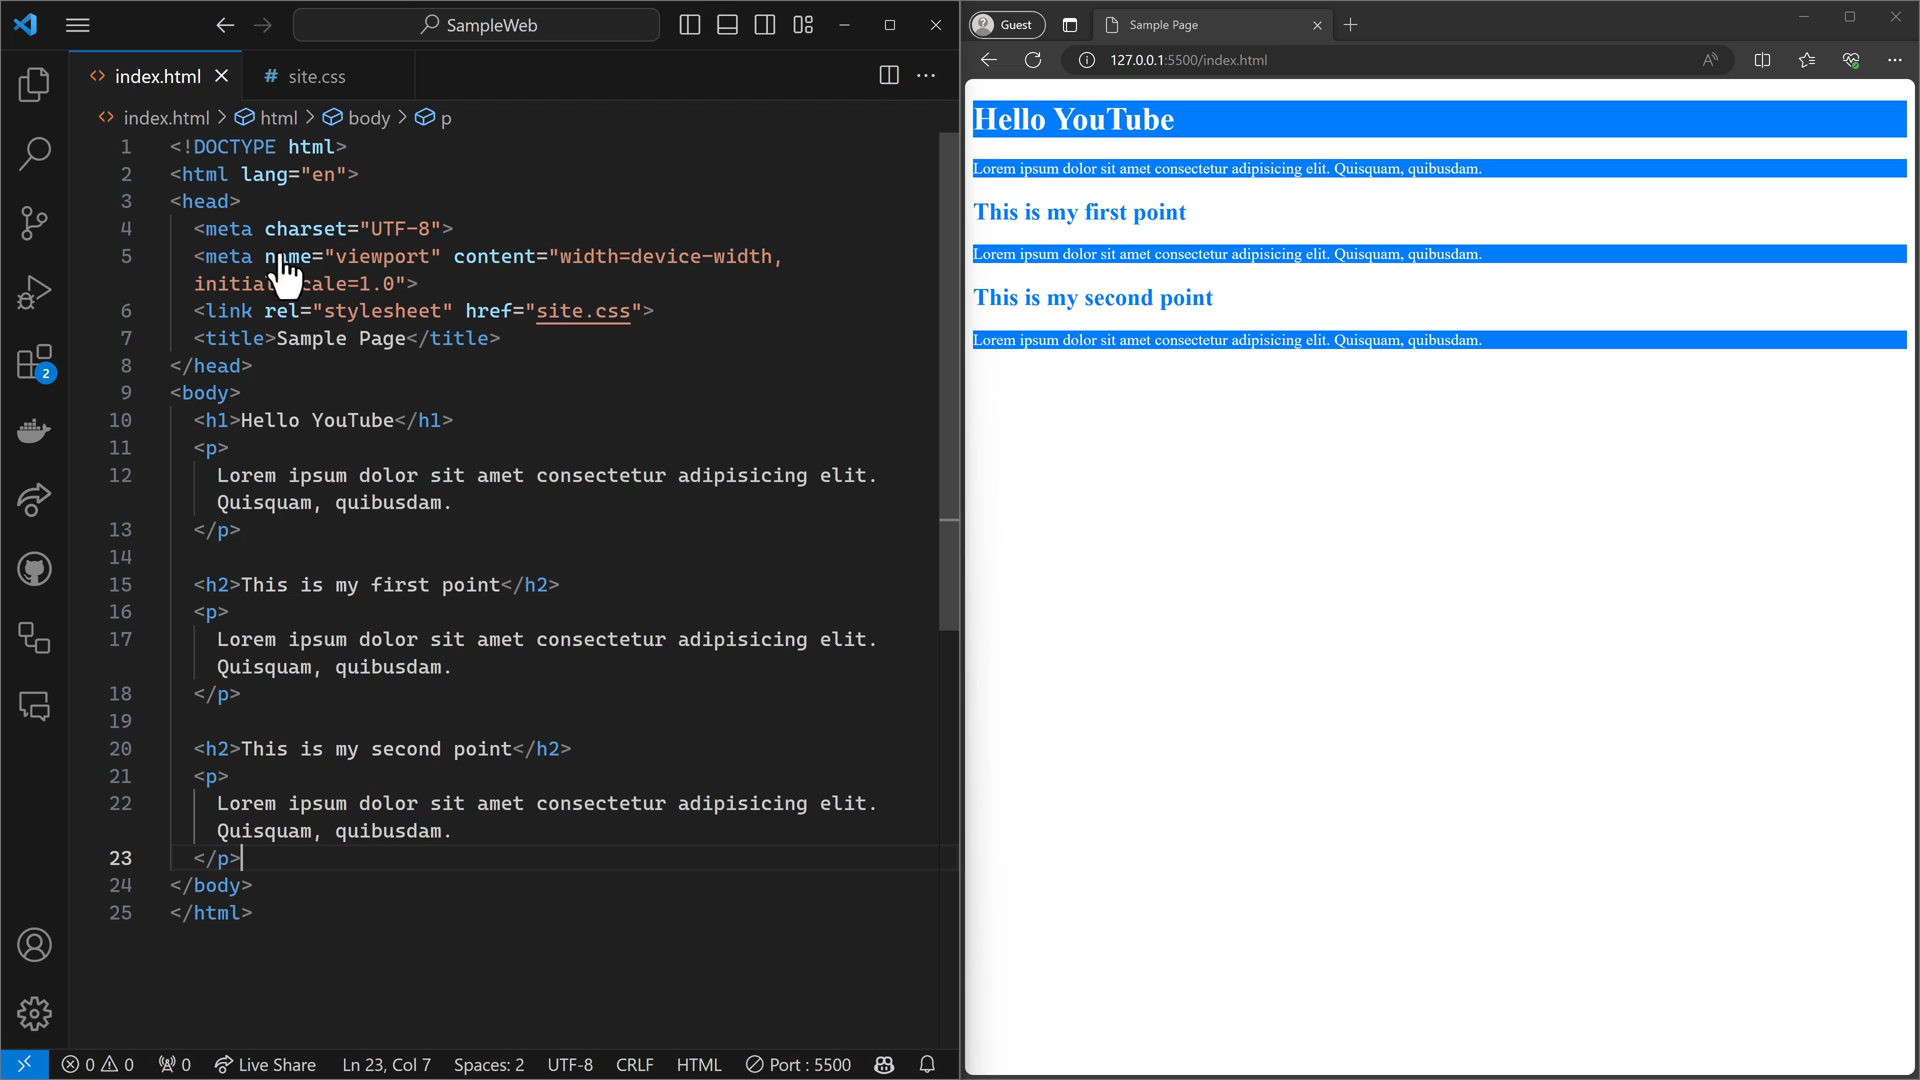 SampleWeb
index.html
# site.css
index.html > html > body > p
1 <!DOCTYPE html>
2 <html lang="en">
3 <head>
4 <meta charset="UTF-8">
5 <meta name="viewport" content="width=device-width,
initial-scale=1.0">
6 <link rel="stylesheet" href="site.css">
7 <title>Sample Page</title>
8 </head>
9 <body>
10 <h1>Hello YouTube</h1>
11 <p>
12 Lorem ipsum dolor sit amet consectetur adipisicing elit.
Quisquam, quibusdam.
13 </p>
14
15 <h2>This is my first point</h2>
16 <p>
17 Lorem ipsum dolor sit amet consectetur adipisicing elit.
Quisquam, quibusdam.
18 </p>
19
20 <h2>This is my second point</h2>
21 <p>
22 Lorem ipsum dolor sit amet consectetur adipisicing elit.
Quisquam, quibusdam.
23 </p>
24 </body>
25 </html>
2
0 0 0 Live Share Ln 23, Col 7 Spaces: 2 UTF-8 CRLF HTML Port : 5500
Guest
Sample Page
127.0.0.1:5500/index.html
Hello YouTube
Lorem ipsum dolor sit amet consectetur adipisicing elit. Quisquam, quibusdam.
This is my first point
Lorem ipsum dolor sit amet consectetur adipisicing elit. Quisquam, quibusdam.
This is my second point
Lorem ipsum dolor sit amet consectetur adipisicing elit. Quisquam, quibusdam.